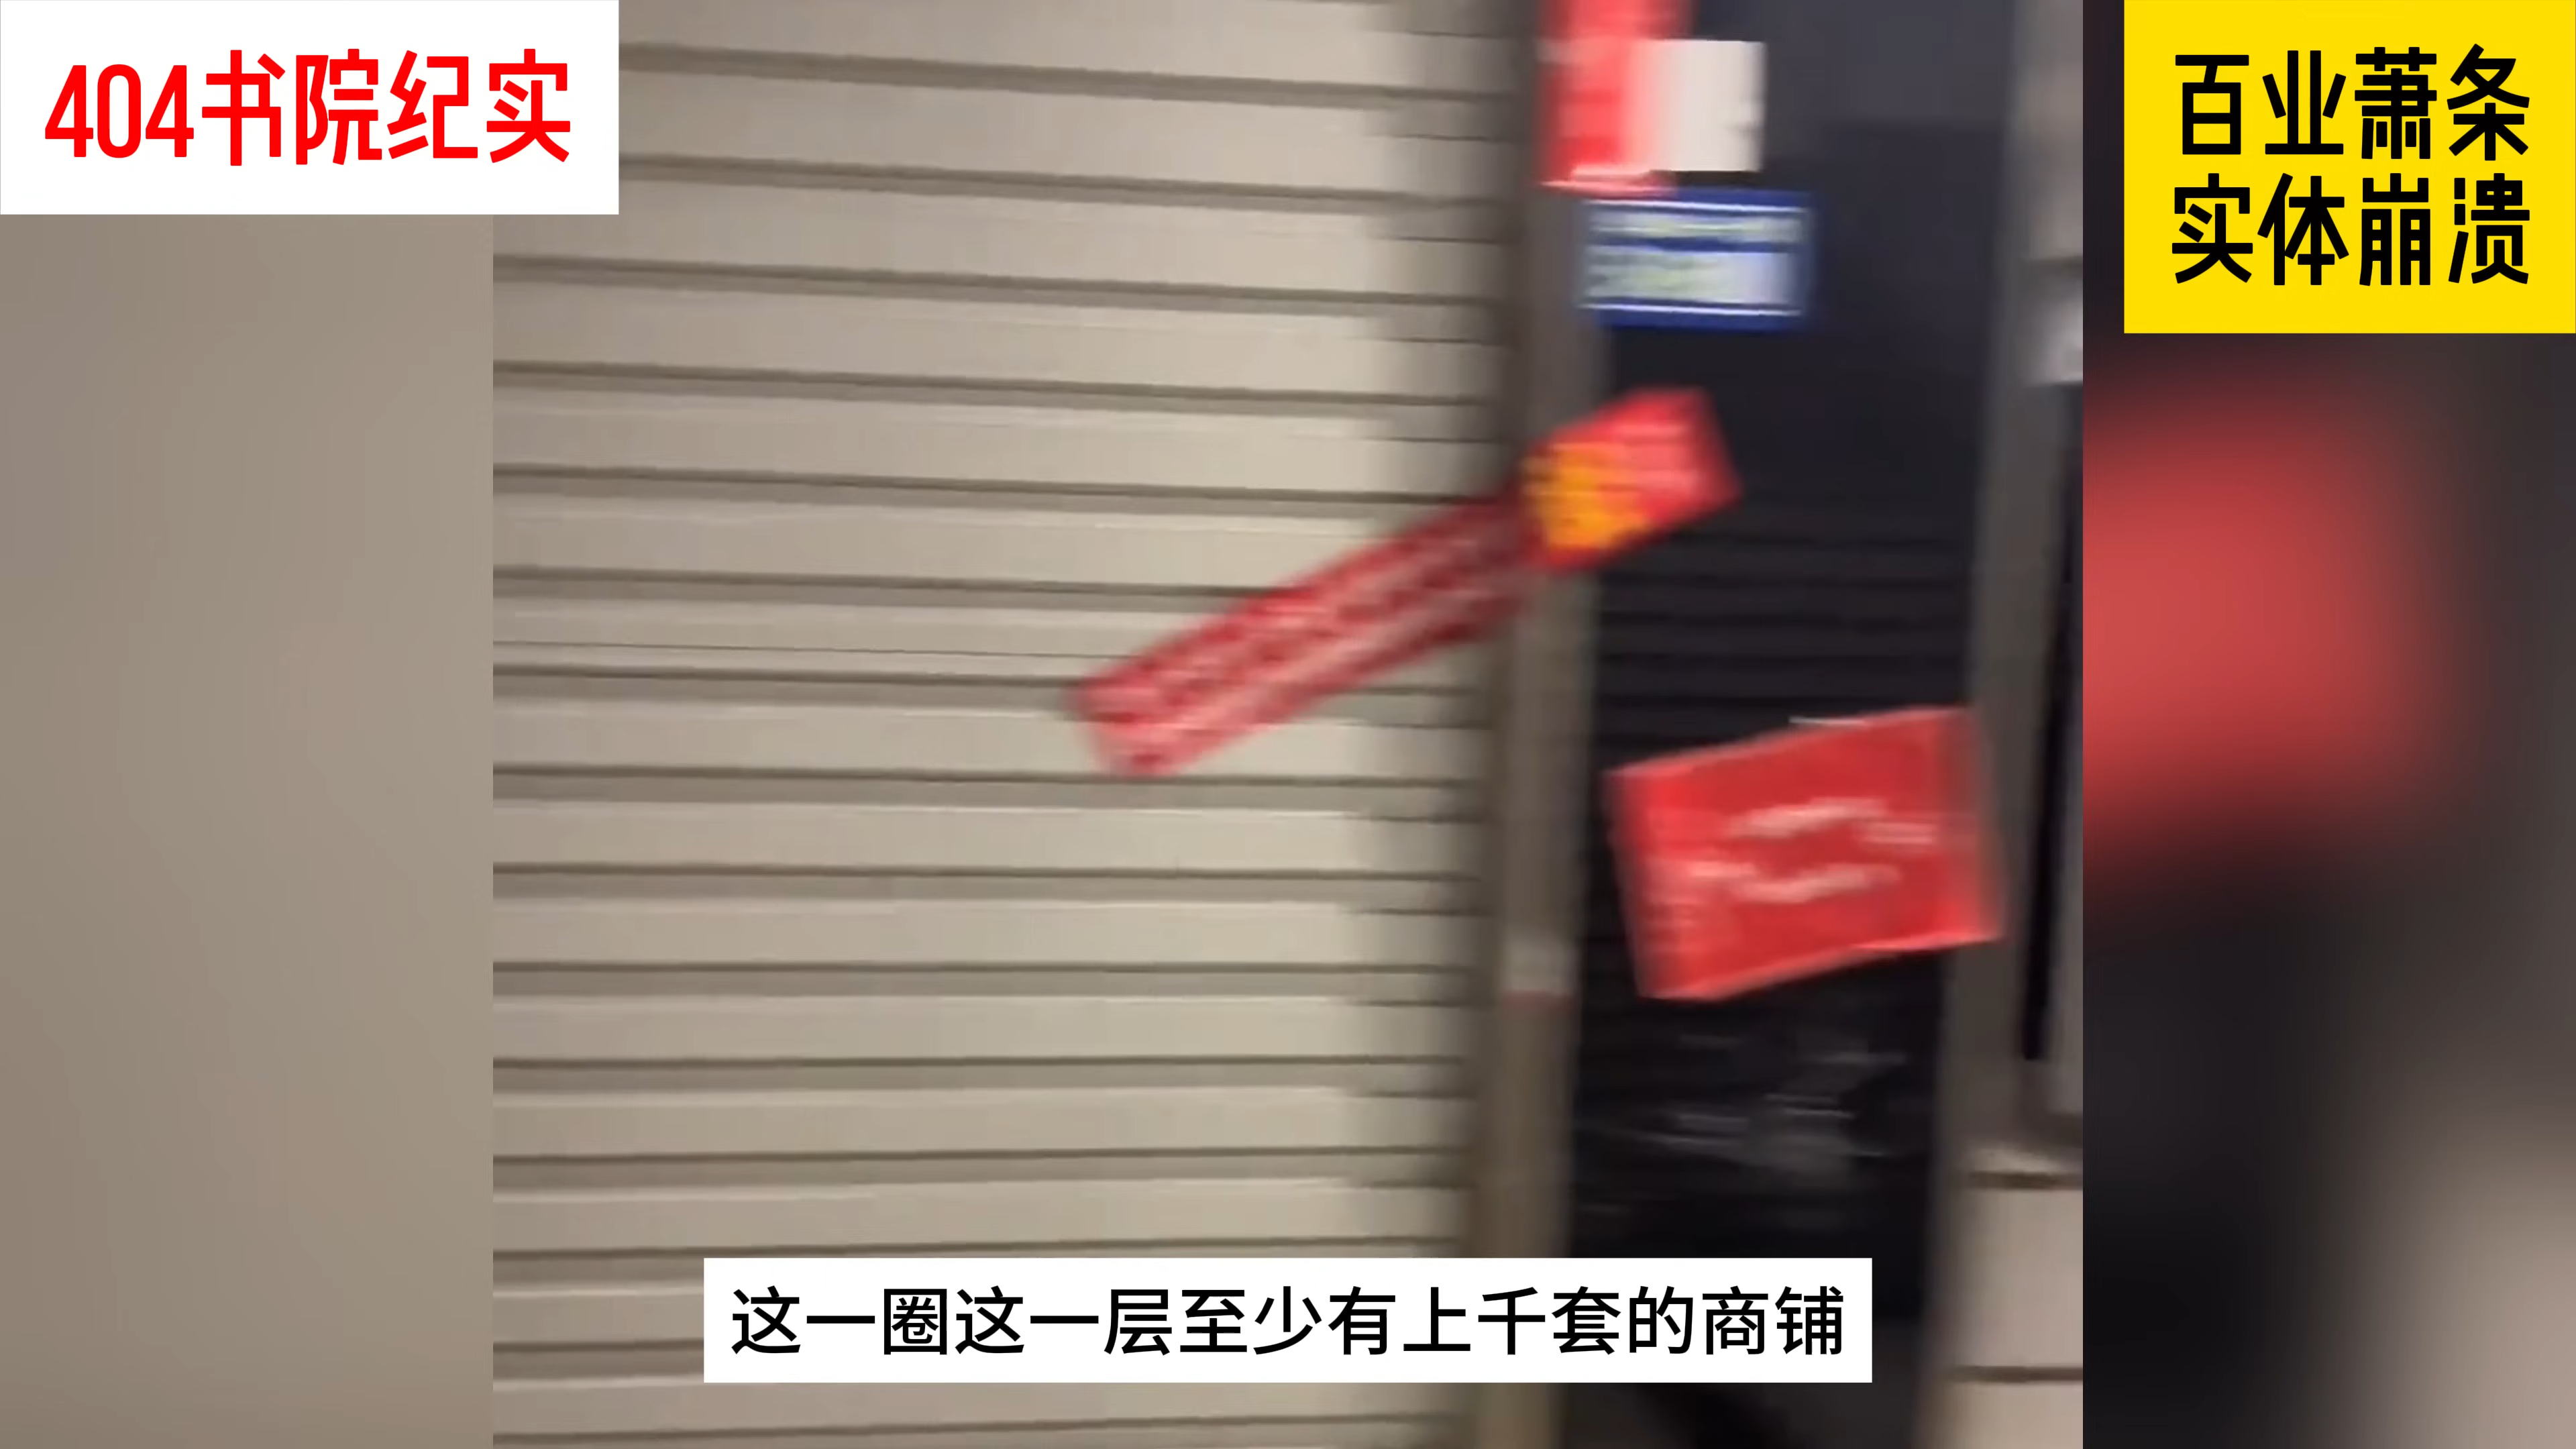 404书院纪实
百业萧条
实体崩溃
这一圈这一层至少有上千套的商铺